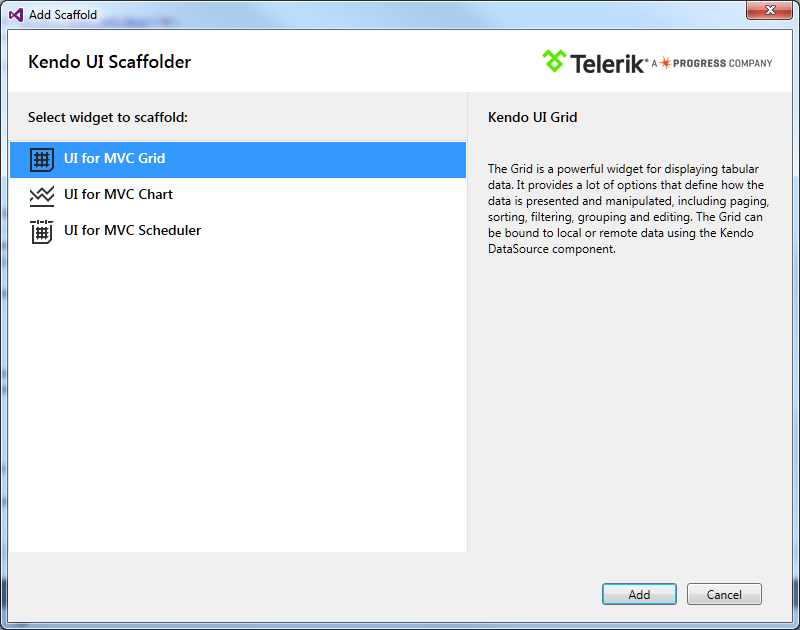 Add Scaffold
Kendo UI Scaffolder
Telerik® A PROGRESS COMPANY
Select widget to scaffold:
Kendo UI Grid
UI for MVC Grid
UI for MVC Chart
UI for MVC Scheduler
The Grid is a powerful widget for displaying tabular
data. It provides a lot of options that define how the
data is presented and manipulated, including paging,
sorting, filtering, grouping and editing. The Grid can
be bound to local or remote data using the Kendo
DataSource component.
Add
Cancel